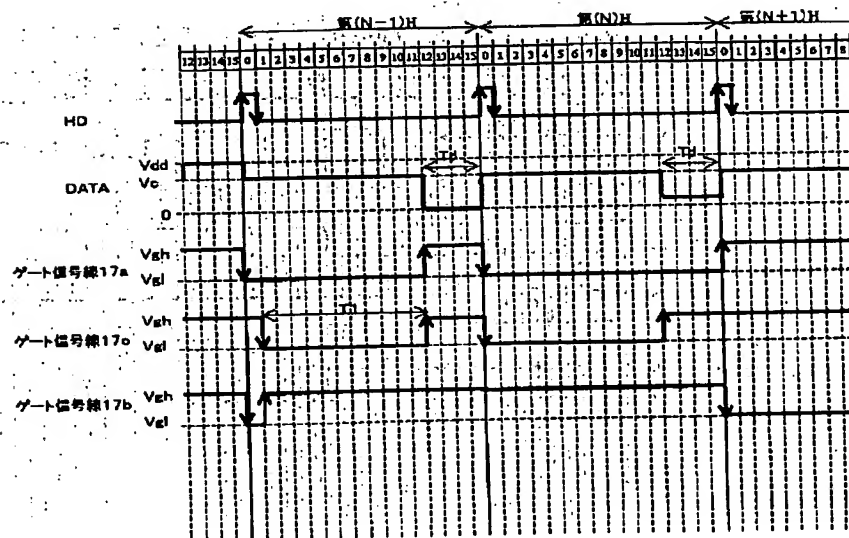 第(N-1)H 第(N)H 第(N+1)H
12 13 14 15 0 1 2 3 4 5 6 7 8 9 10 11 12 13 14 15 0 1 2 3 4 5 6 7 8 9 10 11 12 13 14 15 0 1 2 3 4 5 6 7 8
HD
Vdd
Td Td
DATA
Vc
0
Vgh
ゲート信号線17a
Vgl
Vgh
T1
ゲート信号線17c
Vgl
Vgh
ゲート信号線17b
Vgl